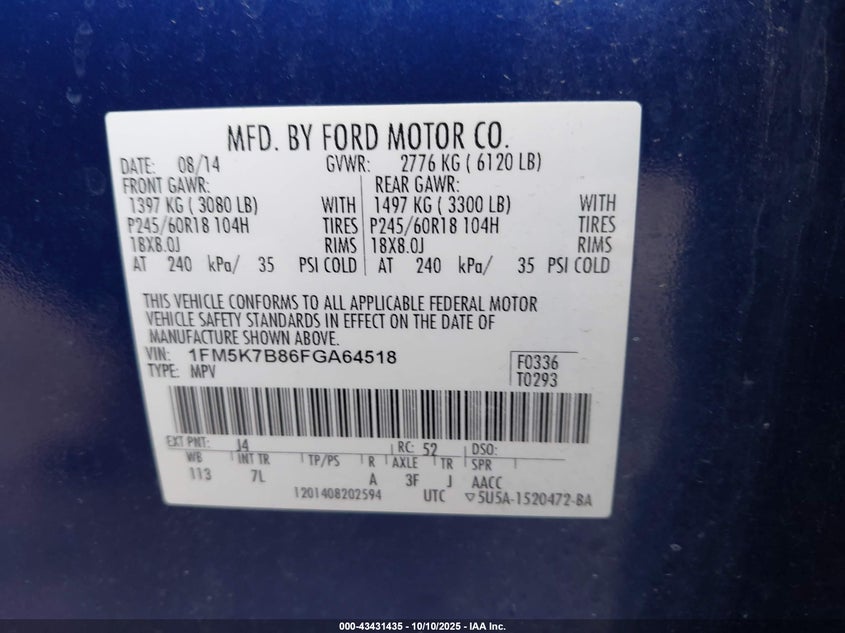 MFD. BY FORD MOTOR CO.
DATE: 08/14 GVWR: 2776 KG ( 6120 LB)
FRONT GAWR: REAR GAWR:
1397 KG ( 3080 LB) WITH 1497 KG ( 3300 LB) WITH
P245/60R18 104H TIRES P245/60R18 104H TIRES
18X8.0J RIMS 18X8.0J RIMS
AT 240 kPa/ 35 PSI COLD AT 240 kPa/ 35 PSI COLD
THIS VEHICLE CONFORMS TO ALL APPLICABLE FEDERAL MOTOR
VEHICLE SAFETY STANDARDS IN EFFECT ON THE DATE OF
MANUFACTURE SHOWN ABOVE.
VIN: 1FM5K7B86FGA64518 F0336
TYPE: MPV T0293
EXT PNT: J4 RC: 52 DSO:
WB INT TR TP/PS R AXLE TR SPR
113 7L A 3F J AACC
1201408202594 UTC ▽5U5A-1520472-BA
000-43431435 - 10/10/2025 - IAA Inc.